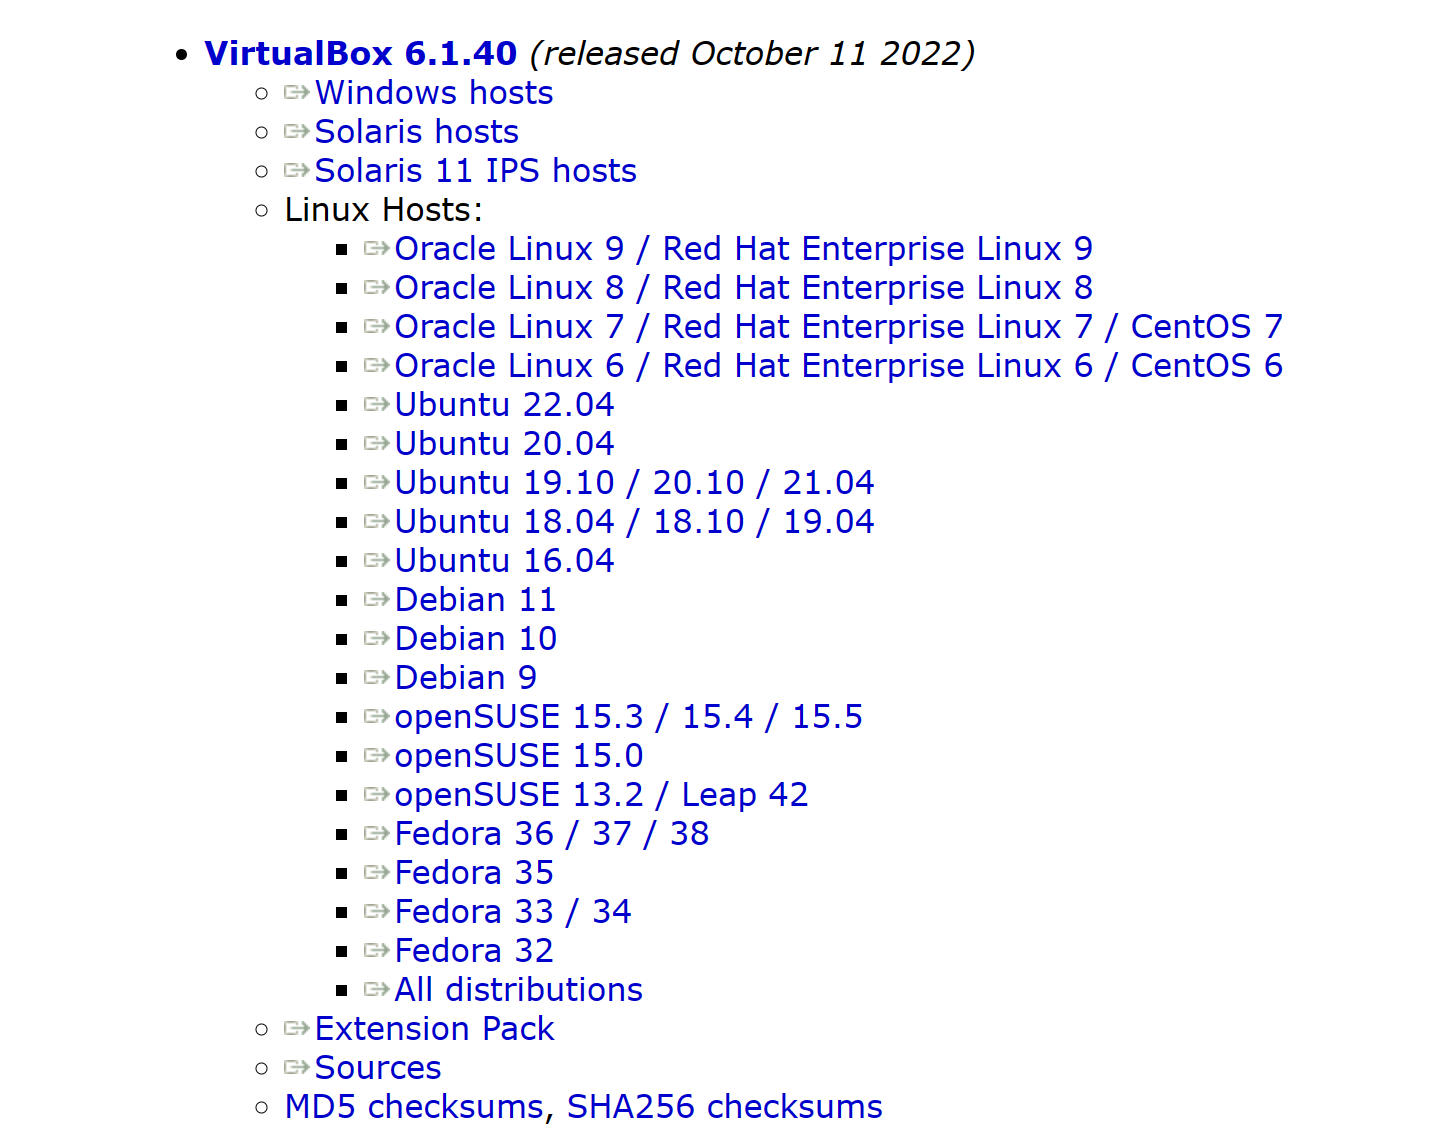 VirtualBox 6.1.40 (released October 11 2022)
Windows hosts
Solaris hosts
Solaris 11 IPS hosts
Linux Hosts:
Oracle Linux 9 / Red Hat Enterprise Linux 9
Oracle Linux 8 / Red Hat Enterprise Linux 8
Oracle Linux 7 / Red Hat Enterprise Linux 7 / CentOS 7
Oracle Linux 6 / Red Hat Enterprise Linux 6 / CentOS 6
Ubuntu 22.04
Ubuntu 20.04
Ubuntu 19.10 / 20.10 / 21.04
Ubuntu 18.04 / 18.10 / 19.04
Ubuntu 16.04
Debian 11
Debian 10
Debian 9
openSUSE 15.3 / 15.4 / 15.5
openSUSE 15.0
openSUSE 13.2 / Leap 42
Fedora 36 / 37 / 38
Fedora 35
Fedora 33 / 34
Fedora 32
All distributions
Extension Pack
Sources
MD5 checksums, SHA256 checksums